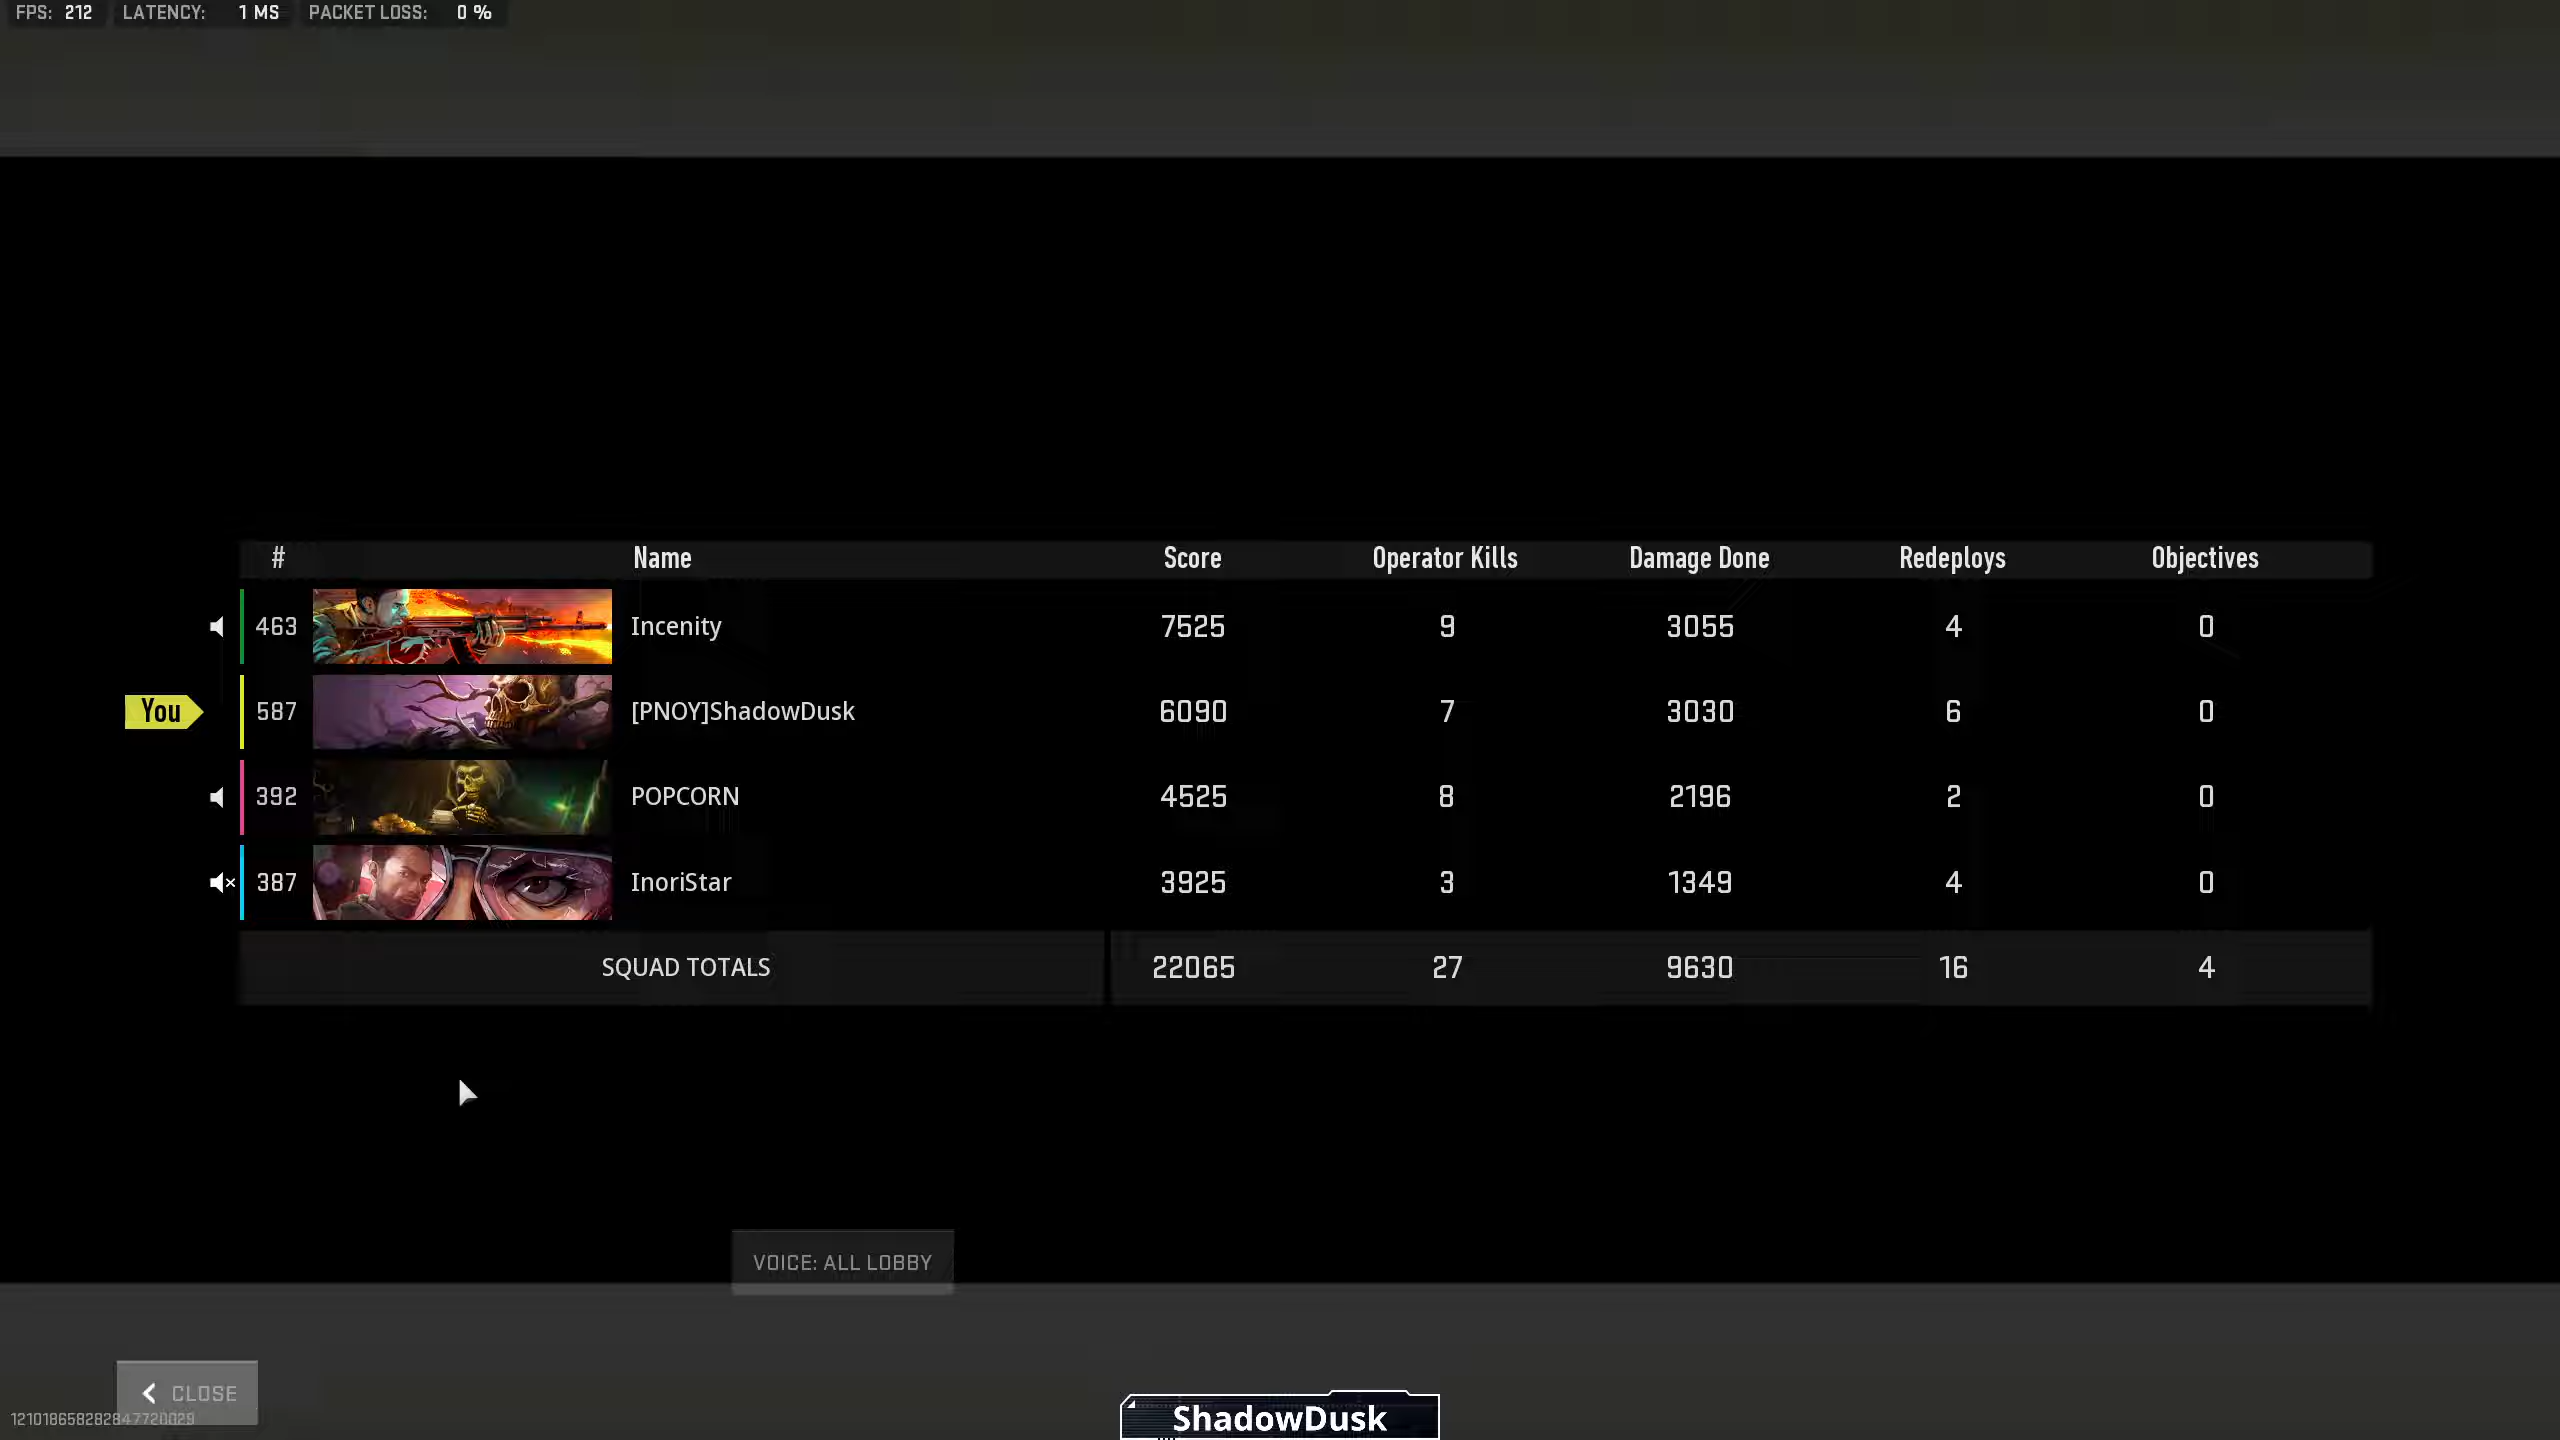 FPS: 212 LATENCY: 1 MS PACKET LOSS: 0 %
# Name Score Operator Kills Damage Done Redeploys Objectives
463 Incenity 7525 9 3055 4 0
You 587 [PNOY]ShadowDusk 6090 7 3030 6 0
392 POPCORN 4525 8 2196 2 0
387 InoriStar 3925 3 1349 4 0
SQUAD TOTALS 22065 27 9630 16 4
VOICE: ALL LOBBY
CLOSE
121018658282847720029
ShadowDusk